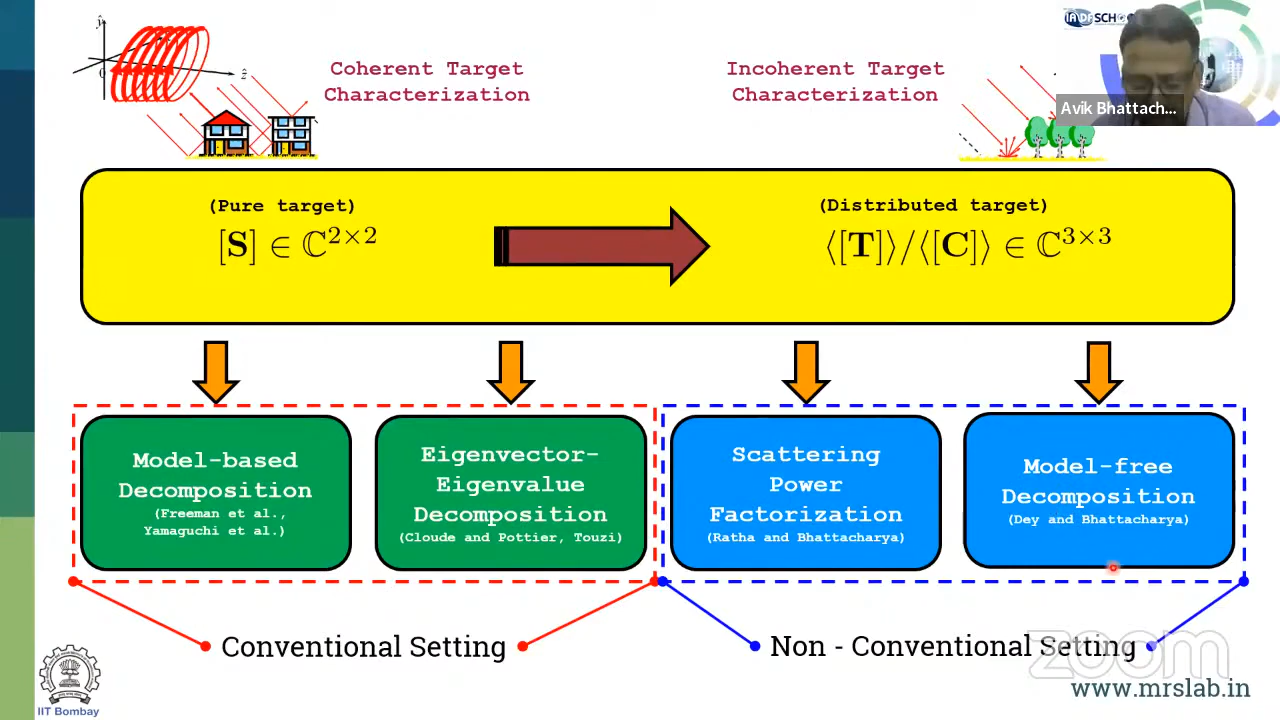 ŷ
0
ẑ
Coherent Target
Characterization
Incoherent Target
Characterization
Avik Bhattach...
(Pure target)
[S] ∈ ℂ^{2×2}
(Distributed target)
⟨[T]⟩/⟨[C]⟩ ∈ ℂ^{3×3}
Model-based
Decomposition
(Freeman et al.,
Yamaguchi et al.)
Eigenvector-
Eigenvalue
Decomposition
(Cloude and Pottier, Touzi)
Scattering
Power
Factorization
(Ratha and Bhattacharya)
Model-free
Decomposition
(Dey and Bhattacharya)
Conventional Setting
Non - Conventional Setting
zoom
www.mrslab.in
IIT Bombay